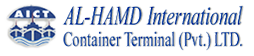 AICT
AL-HAMD International
Container Terminal (Pvt.) LTD.